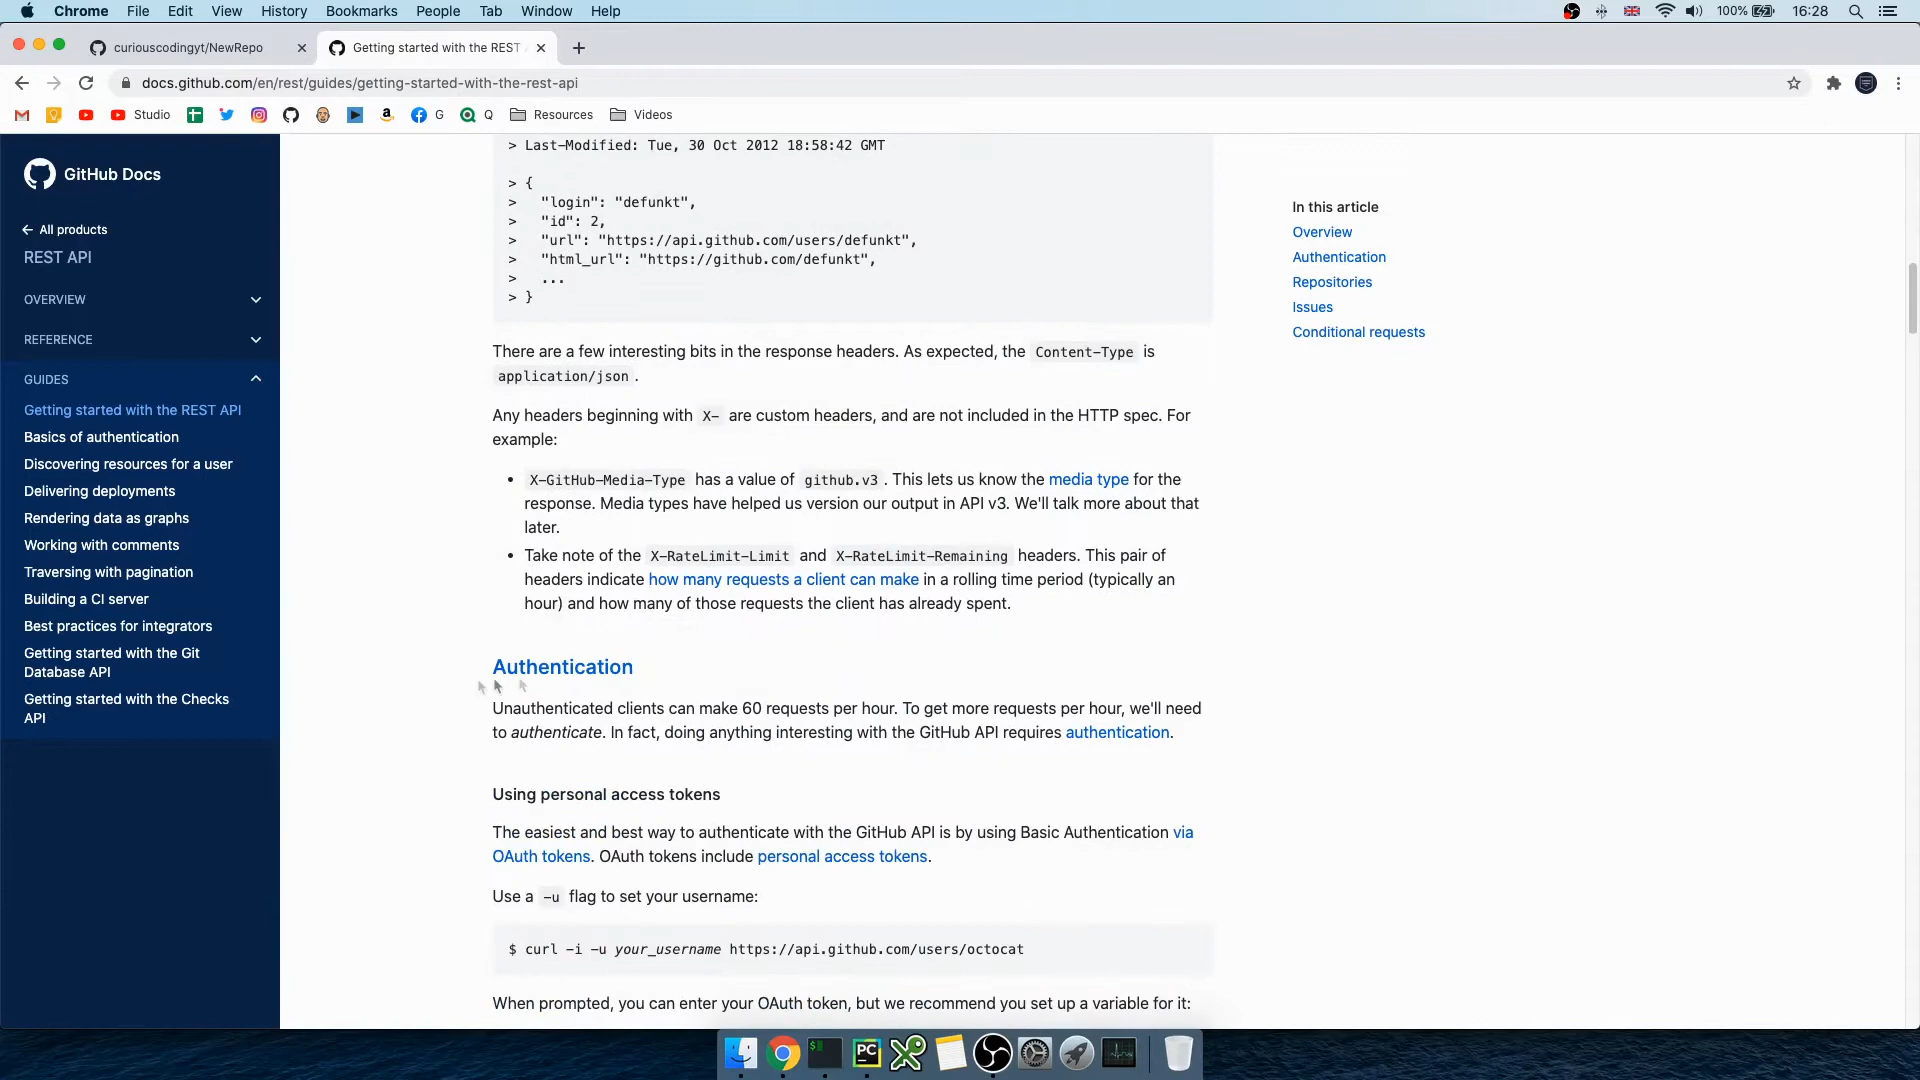 Chrome File Edit View History Bookmarks People Tab Window Help 100% 16:28
curiouscodingyt/NewRepo Getting started with the REST
docs.github.com/en/rest/guides/getting-started-with-the-rest-api
Studio G Q Resources Videos
GitHub Docs
All products
REST API
OVERVIEW
REFERENCE
GUIDES
Getting started with the REST API
Basics of authentication
Discovering resources for a user
Delivering deployments
Rendering data as graphs
Working with comments
Traversing with pagination
Building a CI server
Best practices for integrators
Getting started with the Git
Database API
Getting started with the Checks
API
> Last-Modified: Tue, 30 Oct 2012 18:58:42 GMT
> {
>   "login": "defunkt",
>   "id": 2,
>   "url": "https://api.github.com/users/defunkt",
>   "html_url": "https://github.com/defunkt",
>   ...
> }
There are a few interesting bits in the response headers. As expected, the Content-Type is
application/json.
Any headers beginning with X- are custom headers, and are not included in the HTTP spec. For
example:
• X-GitHub-Media-Type has a value of github.v3. This lets us know the media type for the
response. Media types have helped us version our output in API v3. We'll talk more about that
later.
• Take note of the X-RateLimit-Limit and X-RateLimit-Remaining headers. This pair of
headers indicate how many requests a client can make in a rolling time period (typically an
hour) and how many of those requests the client has already spent.
Authentication
Unauthenticated clients can make 60 requests per hour. To get more requests per hour, we'll need
to authenticate. In fact, doing anything interesting with the GitHub API requires authentication.
Using personal access tokens
The easiest and best way to authenticate with the GitHub API is by using Basic Authentication via
OAuth tokens. OAuth tokens include personal access tokens.
Use a -u flag to set your username:
$ curl -i -u your_username https://api.github.com/users/octocat
When prompted, you can enter your OAuth token, but we recommend you set up a variable for it:
In this article
Overview
Authentication
Repositories
Issues
Conditional requests
PC